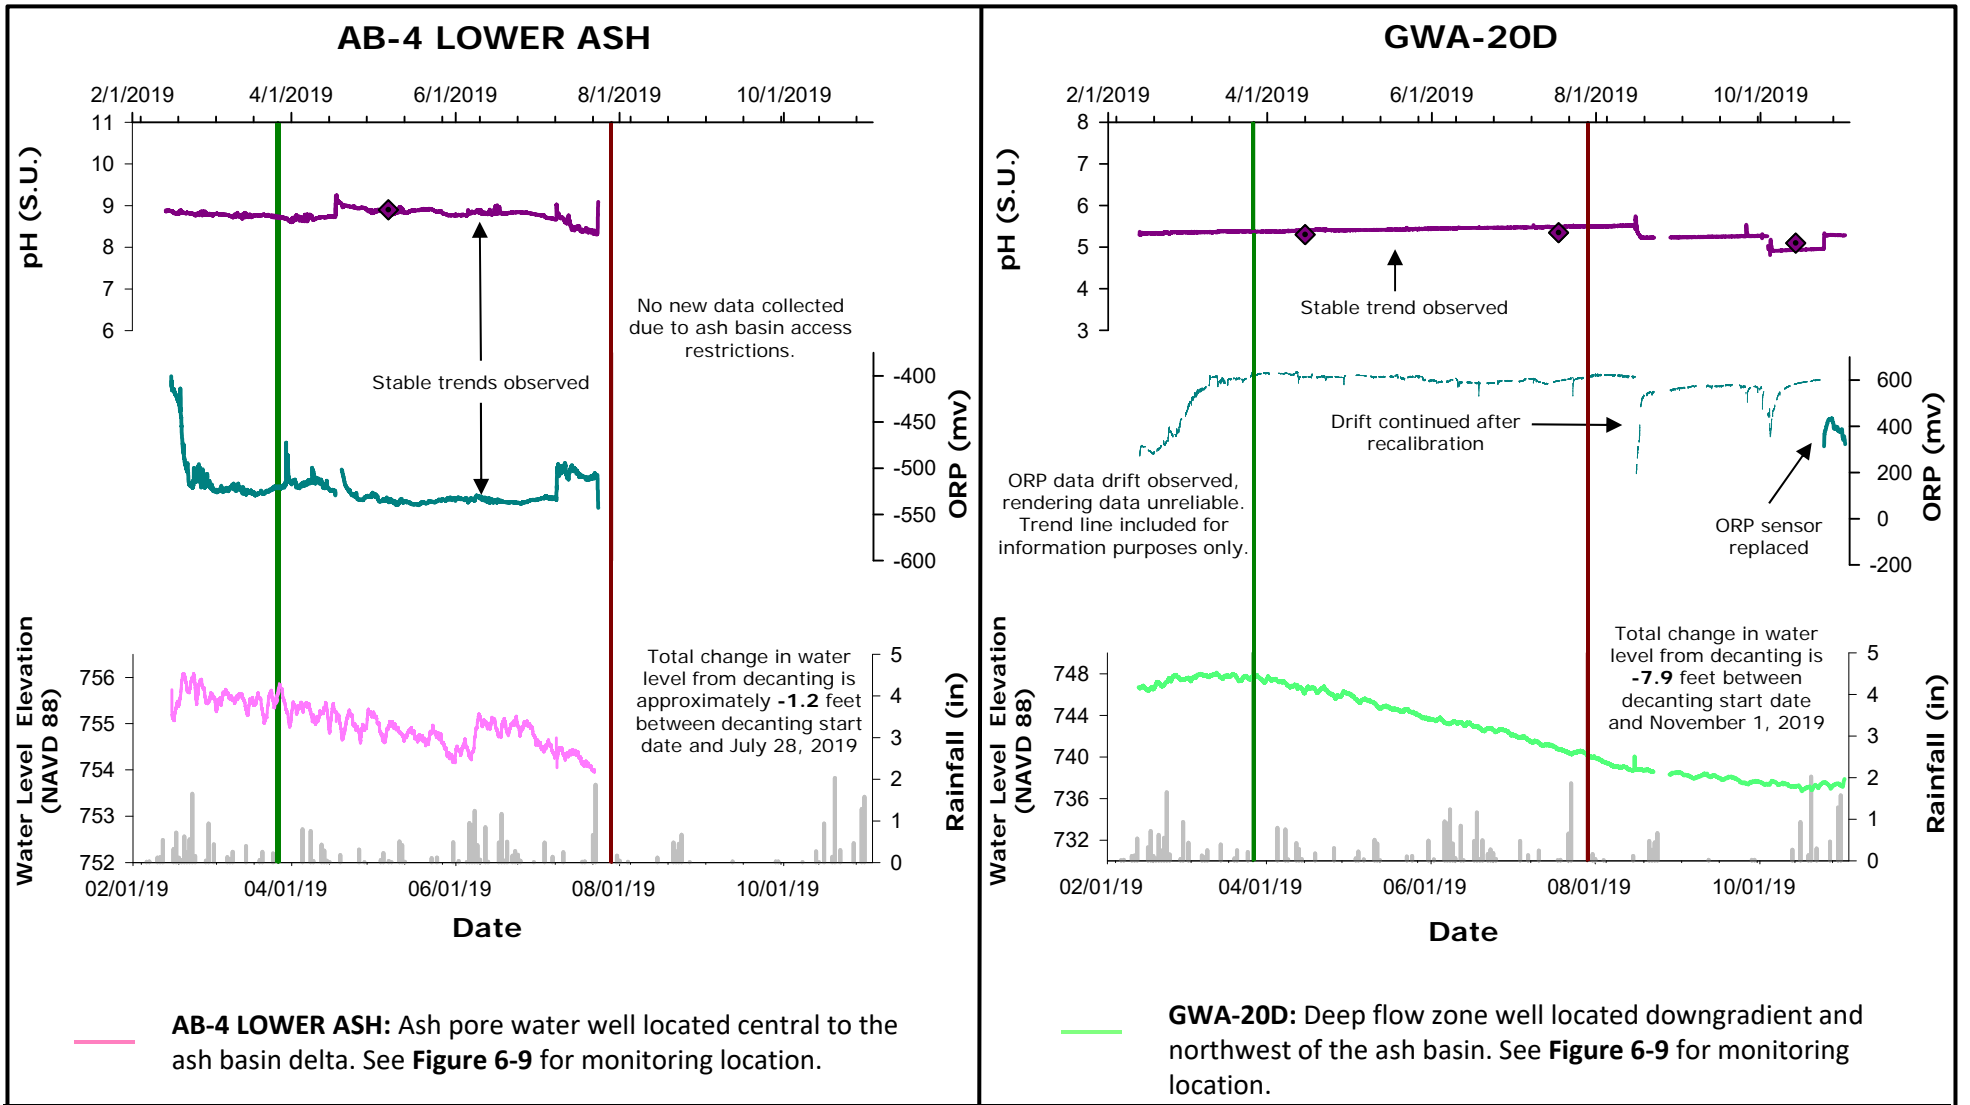 AB-4 LOWER ASH
2/1/2019 4/1/2019 6/1/2019 8/1/2019 10/1/2019
11
10
9
8
7
6
pH (S.U.)
No new data collected
due to ash basin access
restrictions.
Stable trends observed
-400
-450
-500
-550
-600
ORP (mv)
Water Level Elevation
(NAVD 88)
756
755
754
753
752
Total change in water
level from decanting is
approximately -1.2 feet
between decanting start
date and July 28, 2019
5
4
3
2
1
0
Rainfall (in)
02/01/19 04/01/19 06/01/19 08/01/19 10/01/19
Date
AB-4 LOWER ASH: Ash pore water well located central to the
ash basin delta. See Figure 6-9 for monitoring location.
GWA-20D
2/1/2019 4/1/2019 6/1/2019 8/1/2019 10/1/2019
8
7
6
5
4
3
pH (S.U.)
Stable trend observed
Drift continued after
recalibration
ORP data drift observed,
rendering data unreliable.
Trend line included for
information purposes only.
ORP sensor
replaced
600
400
200
0
-200
ORP (mv)
Water Level Elevation
(NAVD 88)
748
744
740
736
732
Total change in water
level from decanting is
-7.9 feet between
decanting start date
and November 1, 2019
5
4
3
2
1
0
Rainfall (in)
02/01/19 04/01/19 06/01/19 08/01/19 10/01/19
Date
GWA-20D: Deep flow zone well located downgradient and
northwest of the ash basin. See Figure 6-9 for monitoring
location.